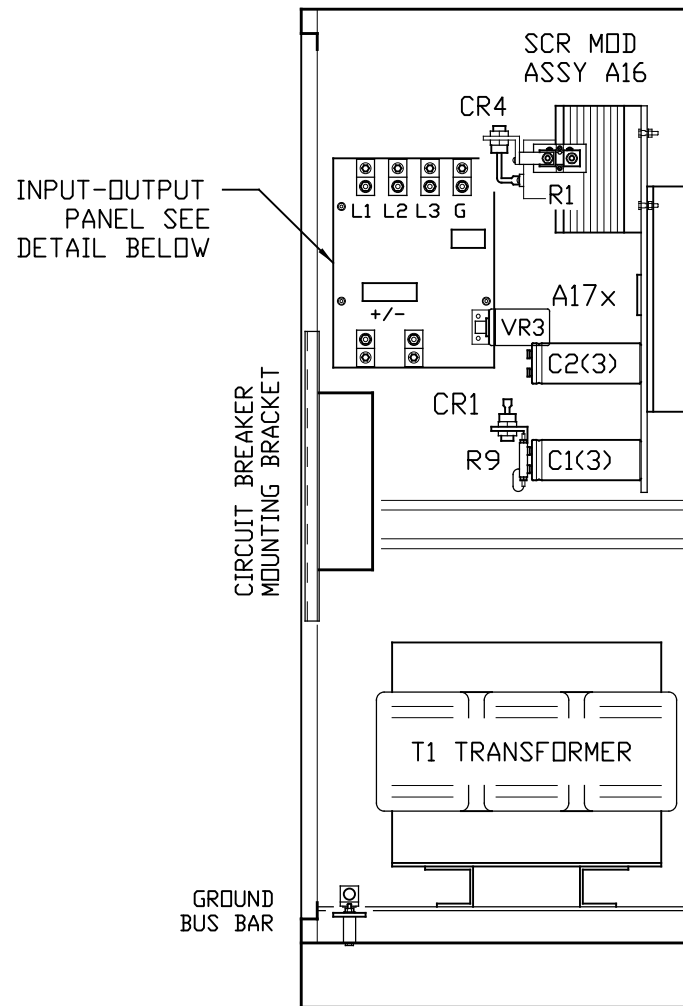 SCR MOD
ASSY A16
CR4
R1
INPUT-OUTPUT
PANEL SEE
DETAIL BELOW
L1 L2 L3 G
+/-
A17x
VR3
C2(3)
CR1
R9
C1(3)
CIRCUIT BREAKER
MOUNTING BRACKET
T1 TRANSFORMER
GROUND
BUS BAR